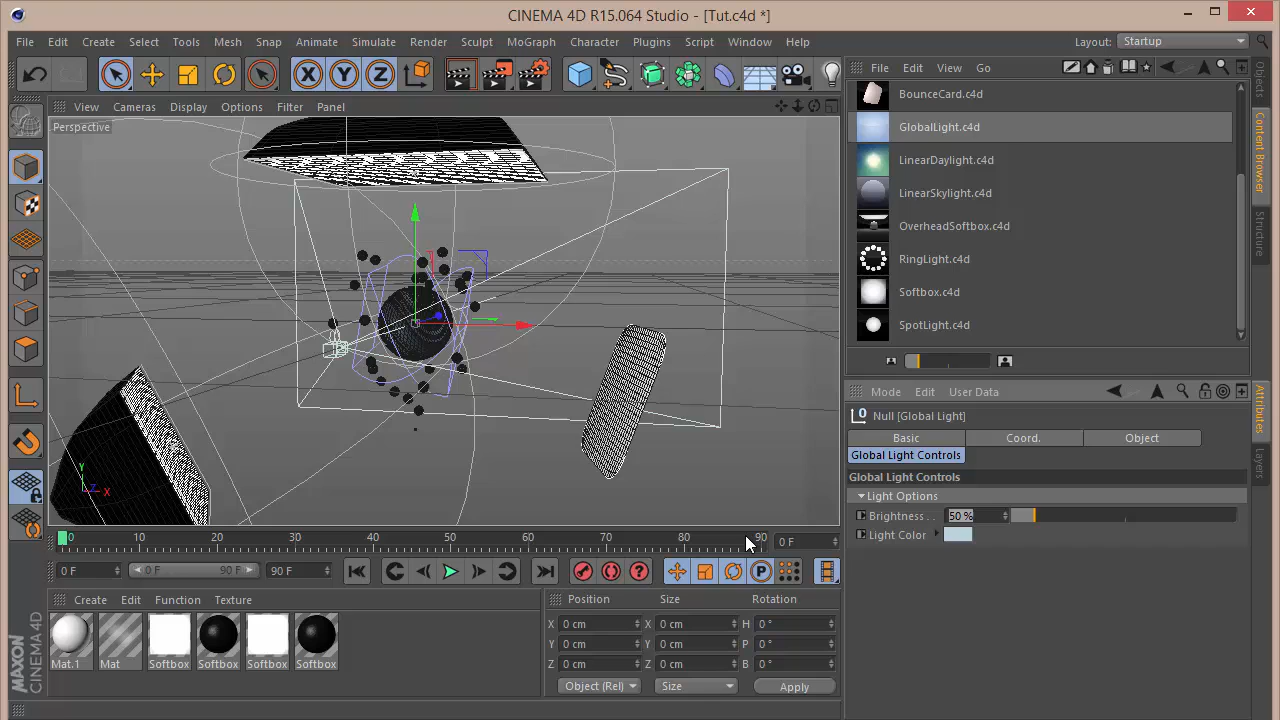 CINEMA 4D R15.064 Studio - [Tut.c4d *]
File Edit Create Select Tools Mesh Snap Animate Simulate Render Sculpt MoGraph Character Plugins Script Window Help Layout: Startup
X Y Z
File Edit View Go
View Cameras Display Options Filter Panel
Perspective
BounceCard.c4d
GlobalLight.c4d
LinearDaylight.c4d
LinearSkylight.c4d
OverheadSoftbox.c4d
RingLight.c4d
Softbox.c4d
SpotLight.c4d
Objects
Content Browser
Structure
Mode Edit User Data
Null [Global Light]
Basic Coord. Object
Global Light Controls
Global Light Controls
Light Options
Brightness . . 50 %
Light Color
Attributes
Layers
Y
Z X
0 10 20 30 40 50 60 70 80 90 0 F
0 F 0 F 90 F 90 F
P
Create Edit Function Texture
Mat.1 Mat Softbox Softbox Softbox Softbox
Position Size Rotation
X 0 cm X 0 cm H 0 °
Y 0 cm Y 0 cm P 0 °
Z 0 cm Z 0 cm B 0 °
Object (Rel) Size Apply
MAXON
CINEMA 4D